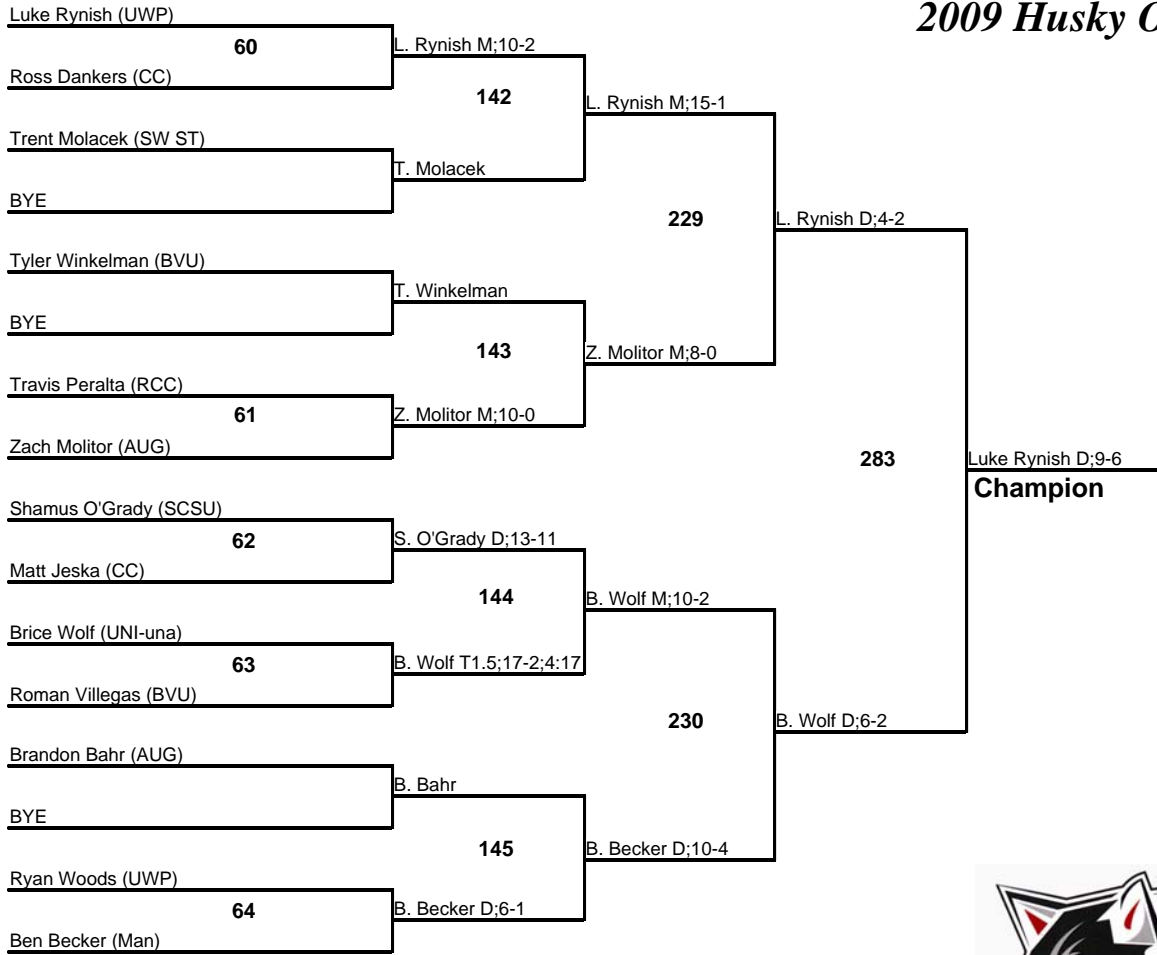 2009 Husky O
Luke Rynish (UWP)
60
Ross Dankers (CC)
L. Rynish M;10-2
142
Trent Molacek (SW ST)
T. Molacek
BYE
L. Rynish M;15-1
229
Tyler Winkelman (BVU)
T. Winkelman
BYE
143
Travis Peralta (RCC)
61
Zach Molitor (AUG)
Z. Molitor M;10-0
Z. Molitor M;8-0
L. Rynish D;4-2
283
Luke Rynish D;9-6
Champion
Shamus O'Grady (SCSU)
62
Matt Jeska (CC)
S. O'Grady D;13-11
144
Brice Wolf (UNI-una)
63
Roman Villegas (BVU)
B. Wolf T1.5;17-2;4:17
B. Wolf M;10-2
230
B. Wolf D;6-2
Brandon Bahr (AUG)
B. Bahr
BYE
145
Ryan Woods (UWP)
64
Ben Becker (Man)
B. Becker D;6-1
B. Becker D;10-4